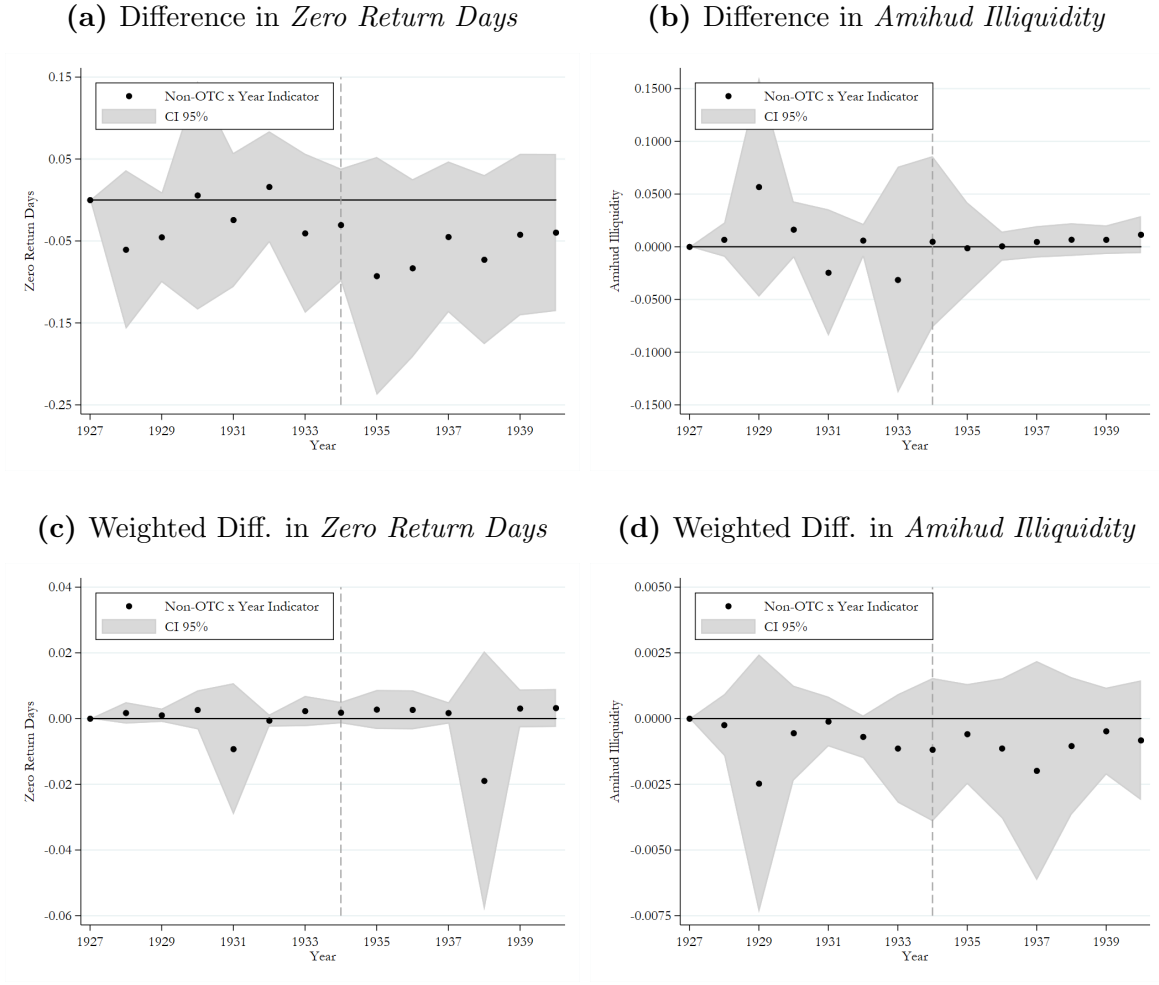 (a) Difference in Zero Return Days
0.15
0.05
-0.05
-0.15
-0.25
Zero Return Days
Non-OTC x Year Indicator
CI 95%
1927 1929 1931 1933 1935 1937 1939
Year
(b) Difference in Amihud Illiquidity
0.1500
0.1000
0.0500
0.0000
-0.0500
-0.1000
-0.1500
Amihud Illiquidity
Non-OTC x Year Indicator
CI 95%
1927 1929 1931 1933 1935 1937 1939
Year
(c) Weighted Diff. in Zero Return Days
0.04
0.02
0.00
-0.02
-0.04
-0.06
Zero Return Days
Non-OTC x Year Indicator
CI 95%
1927 1929 1931 1933 1935 1937 1939
Year
(d) Weighted Diff. in Amihud Illiquidity
0.0050
0.0025
0.0000
-0.0025
-0.0050
-0.0075
Amihud Illiquidity
Non-OTC x Year Indicator
CI 95%
1927 1929 1931 1933 1935 1937 1939
Year